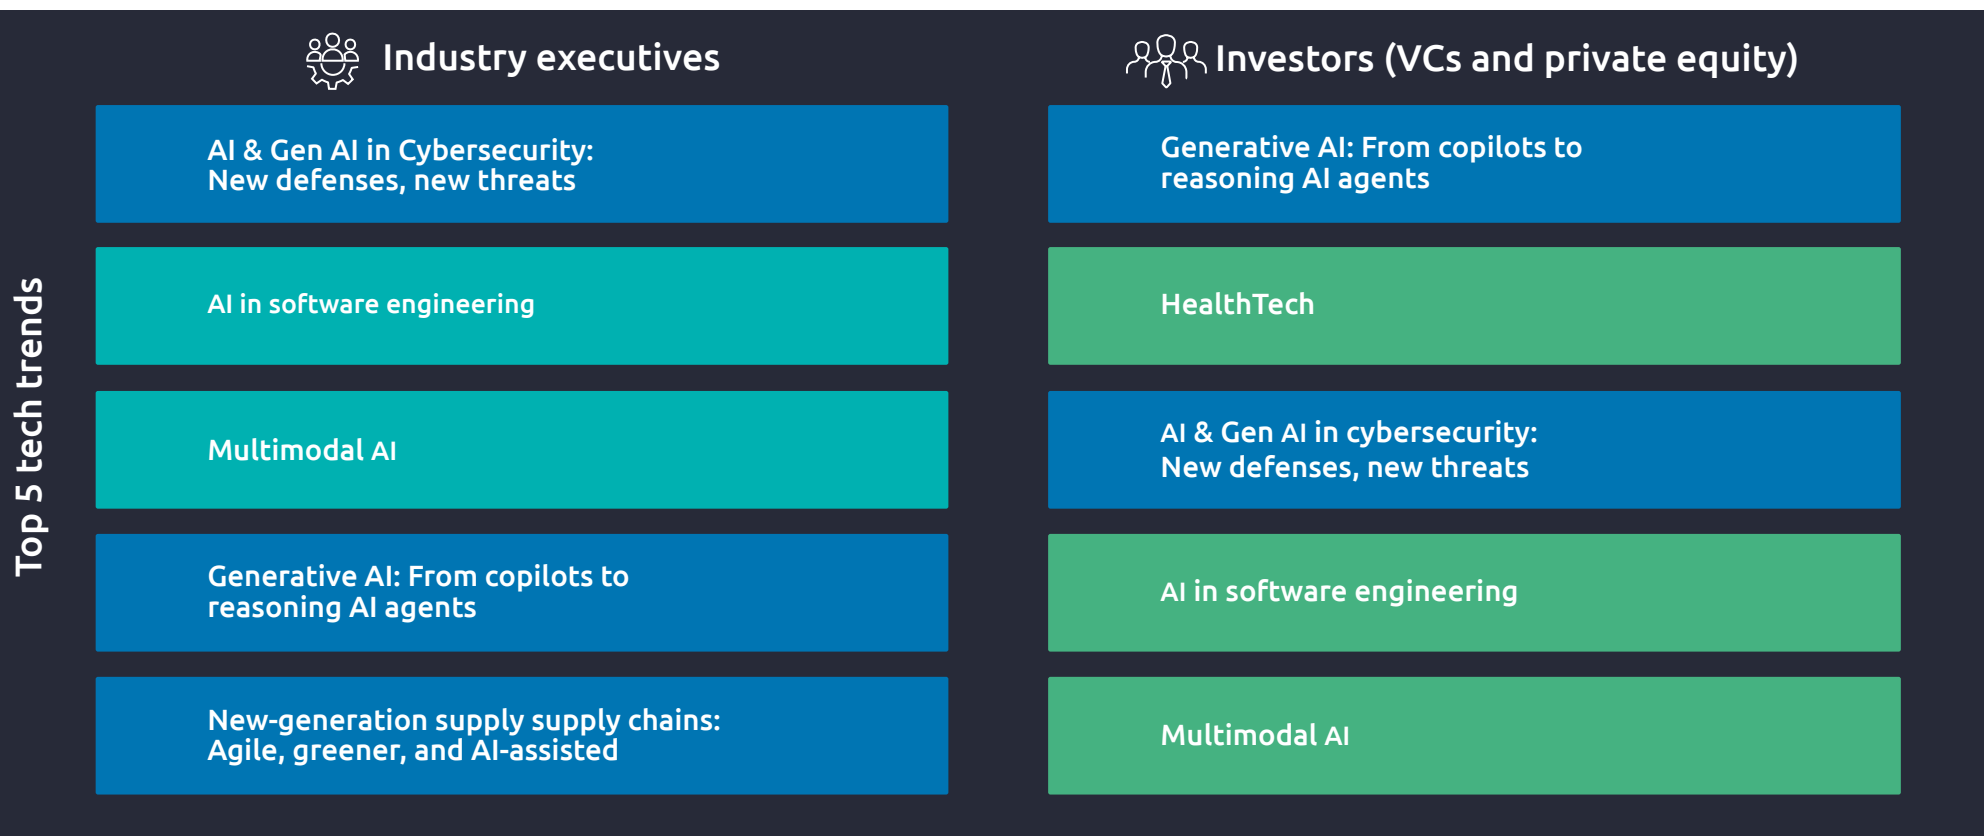 Industry executives
Investors (VCs and private equity)
Top 5 tech trends
AI & Gen AI in Cybersecurity:
New defenses, new threats
AI in software engineering
Multimodal AI
Generative AI: From copilots to
reasoning AI agents
New-generation supply supply chains:
Agile, greener, and AI-assisted
Generative AI: From copilots to
reasoning AI agents
HealthTech
AI & Gen AI in cybersecurity:
New defenses, new threats
AI in software engineering
Multimodal AI